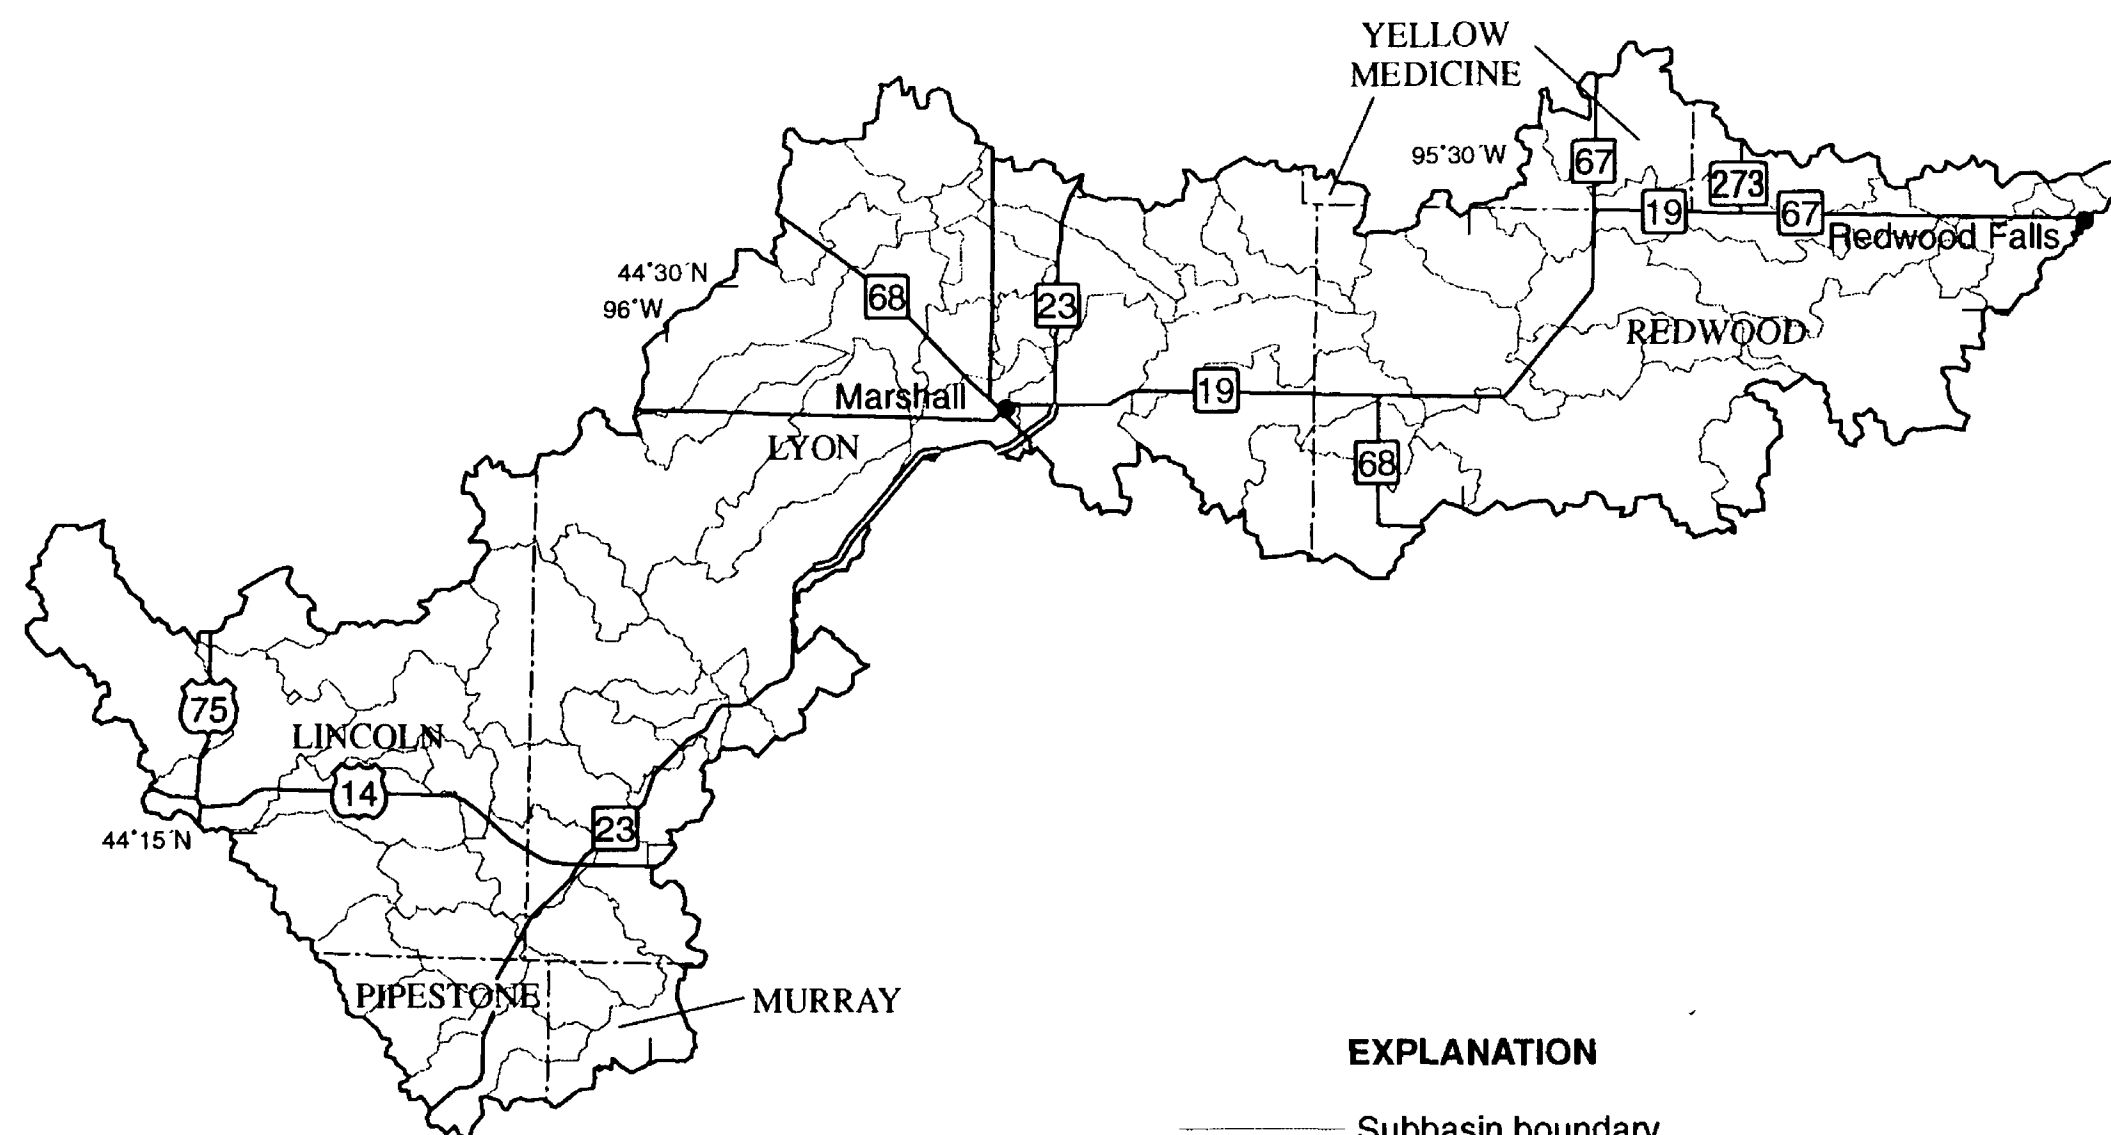 YELLOW
MEDICINE
95°30´W
67
273
19
67
Redwood Falls
44°30´N
96°W
68
23
REDWOOD
Marshall
19
LYON
68
75
LINCOLN
14
23
44°15´N
PIPESTONE
MURRAY
EXPLANATION
Subbasin boundary